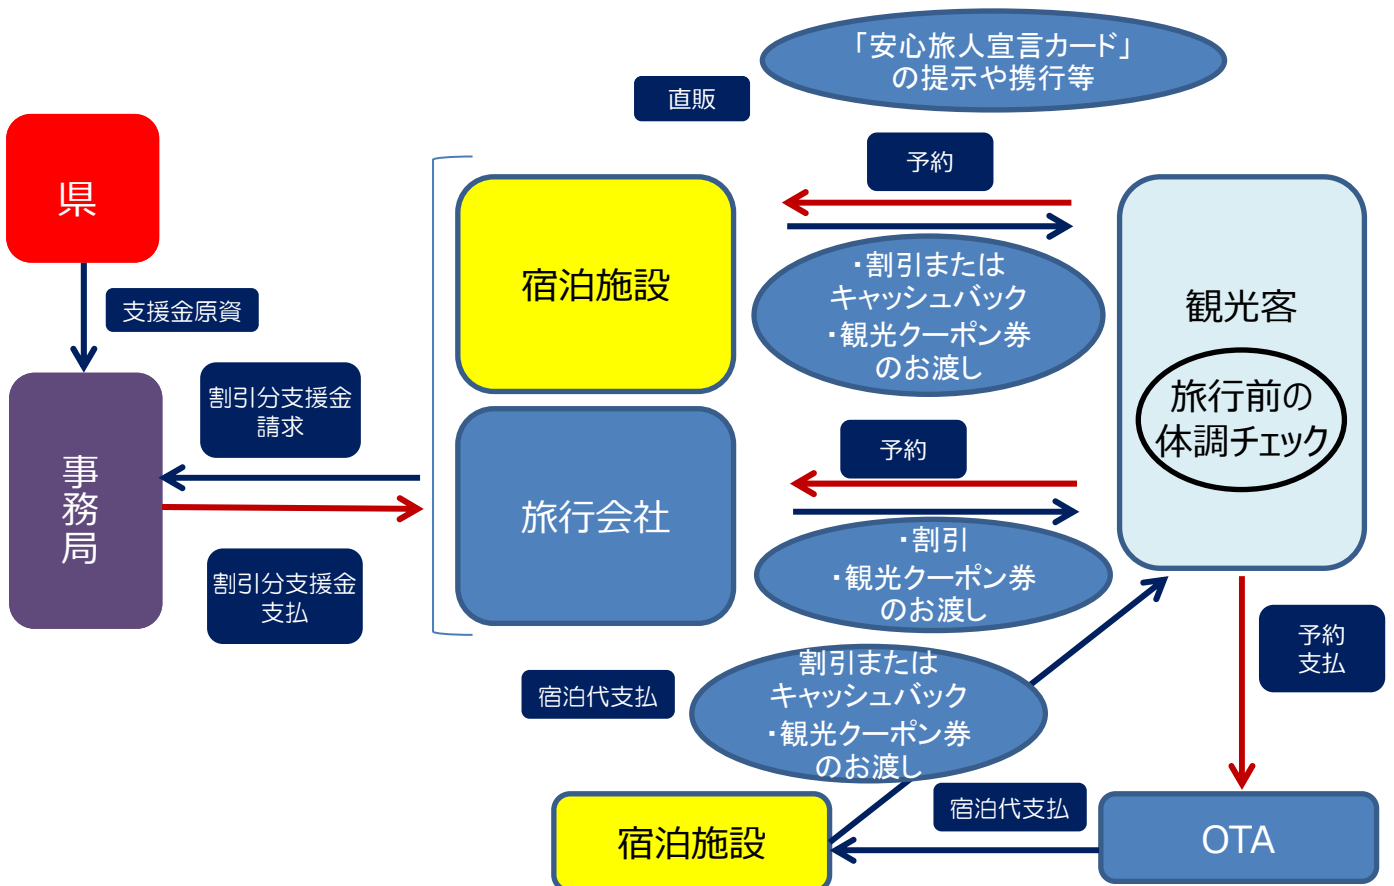 「安心旅人宣言カード」
の提示や携行等
直販
県
予約
宿泊施設
・割引または
キャッシュバック
・観光クーポン券
のお渡し
観光客
旅行前の
体調チェック
支援金原資
割引分支援金
請求
事
務
局
割引分支援金
支払
旅行会社
予約
・割引
・観光クーポン券
のお渡し
予約
支払
宿泊代支払
割引または
キャッシュバック
・観光クーポン券
のお渡し
宿泊施設
宿泊代支払
OTA